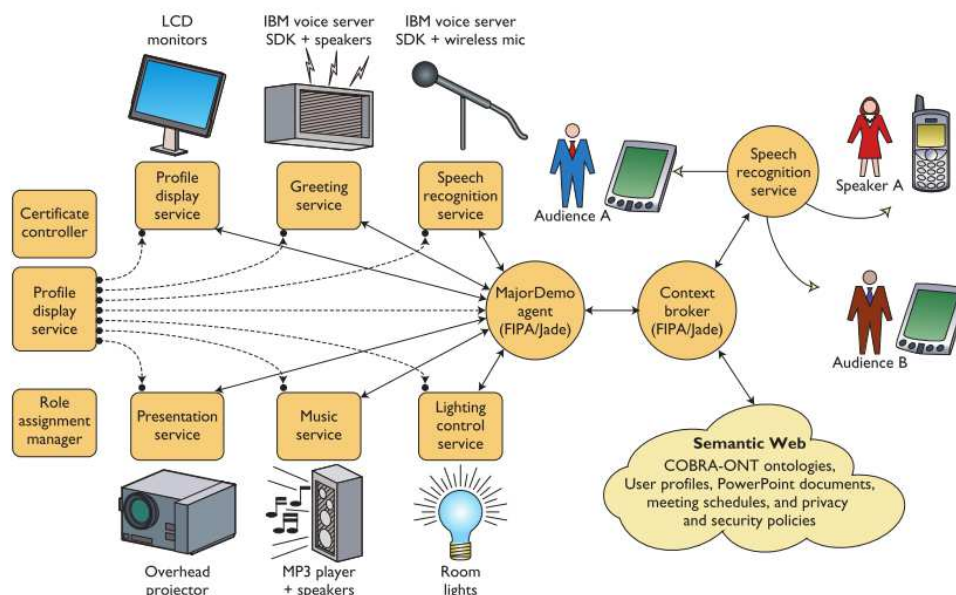 LCD
monitors
IBM voice server
SDK + speakers
IBM voice server
SDK + wireless mic
Certificate
controller
Profile
display
service
Greeting
service
Speech
recognition
service
Audience A
Speech
recognition
service
Speaker A
Profile
display
service
MajorDemo
agent
(FIPA/Jade)
Context
broker
(FIPA/Jade)
Audience B
Role
assignment
manager
Presentation
service
Music
service
Lighting
control
service
Semantic Web
COBRA-ONT ontologies,
User profiles, PowerPoint documents,
meeting schedules, and privacy
and security policies
Overhead
projector
MP3 player
+ speakers
Room
lights